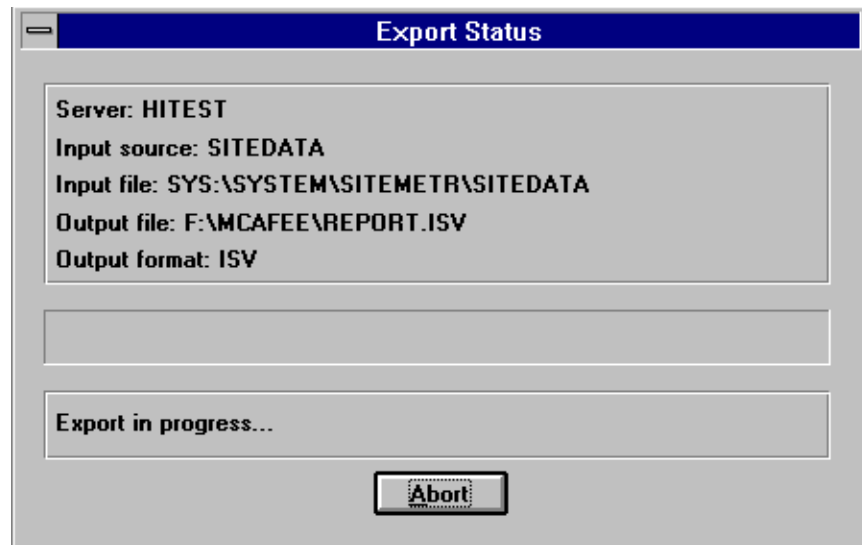 Export Status
Server: HITEST
Input source: SITEDATA
Input file: SYS:\SYSTEM\SITEMETR\SITEDATA
Output file: F:\MCAFEE\REPORT.ISV
Output format: ISV
Export in progress...
Abort